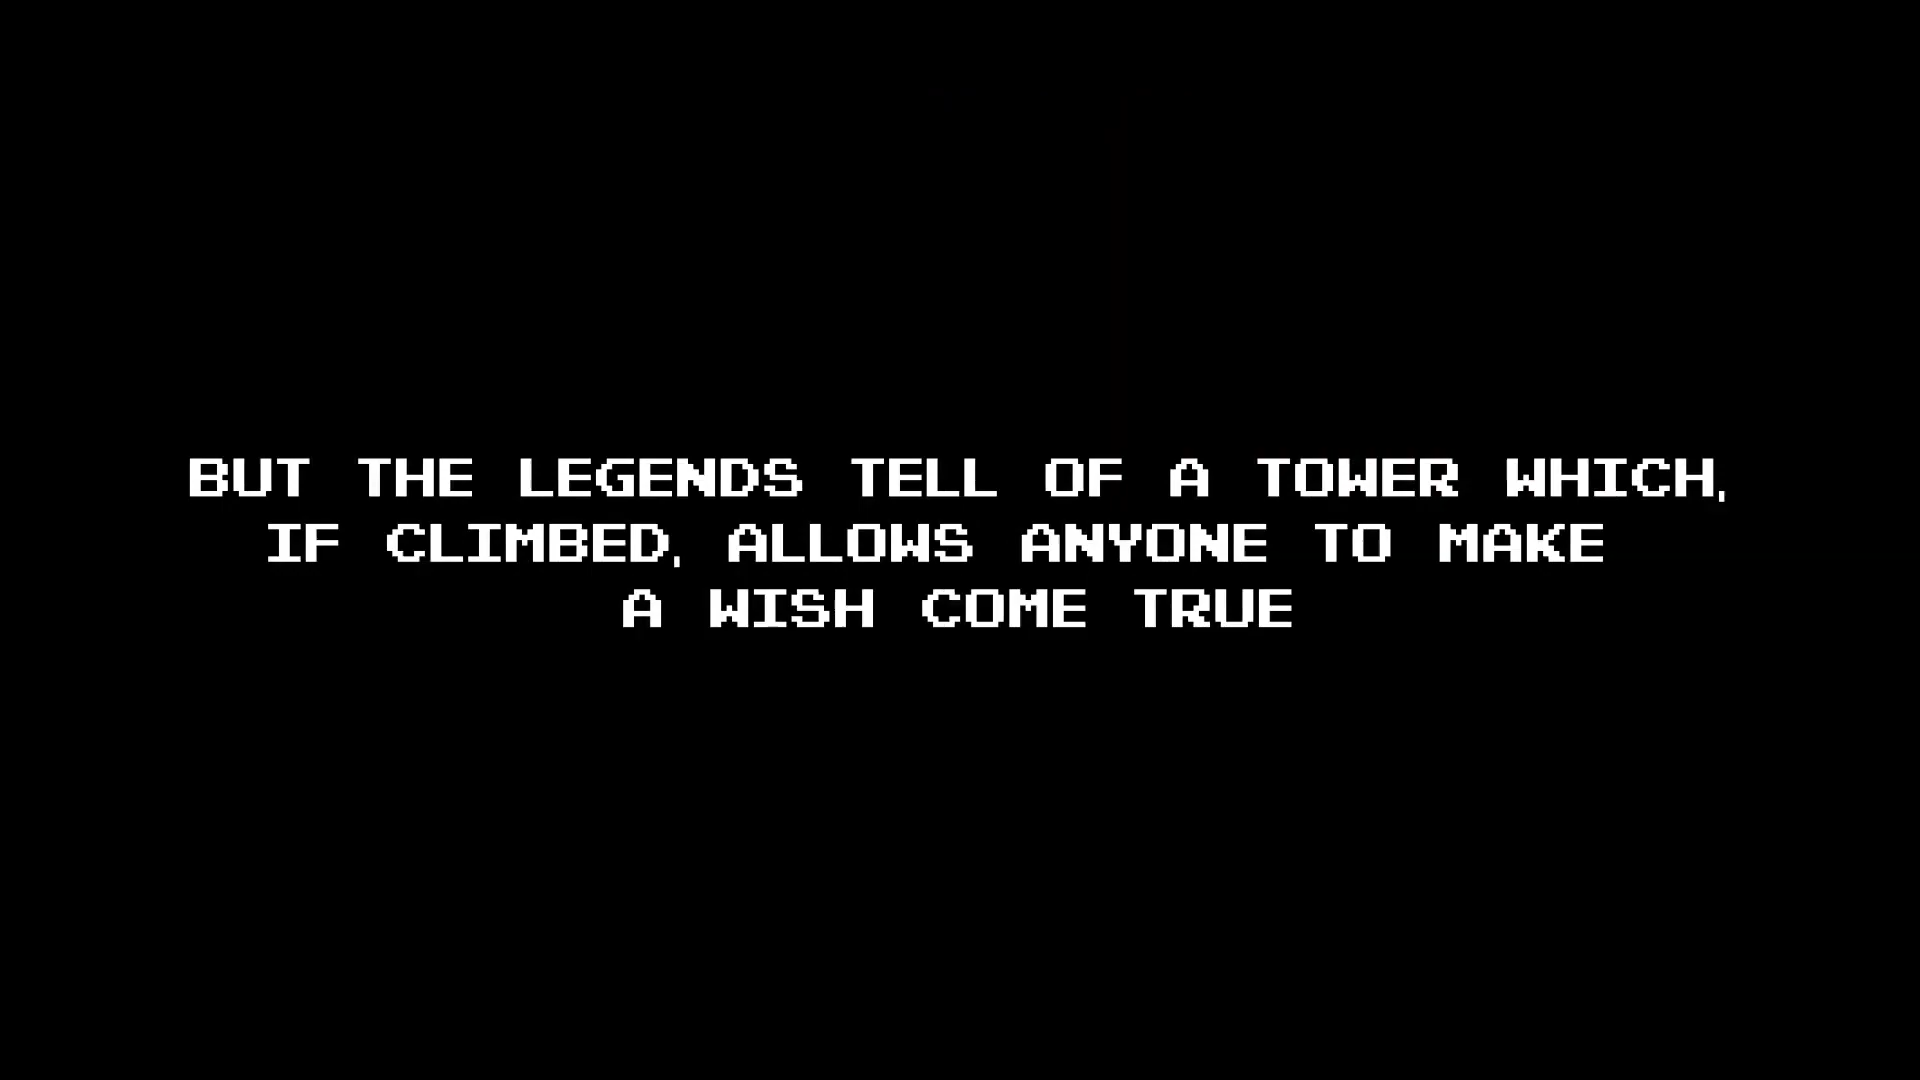 BUT THE LEGENDS TELL OF A TOWER WHICH,
IF CLIMBED, ALLOWS ANYONE TO MAKE
A WISH COME TRUE